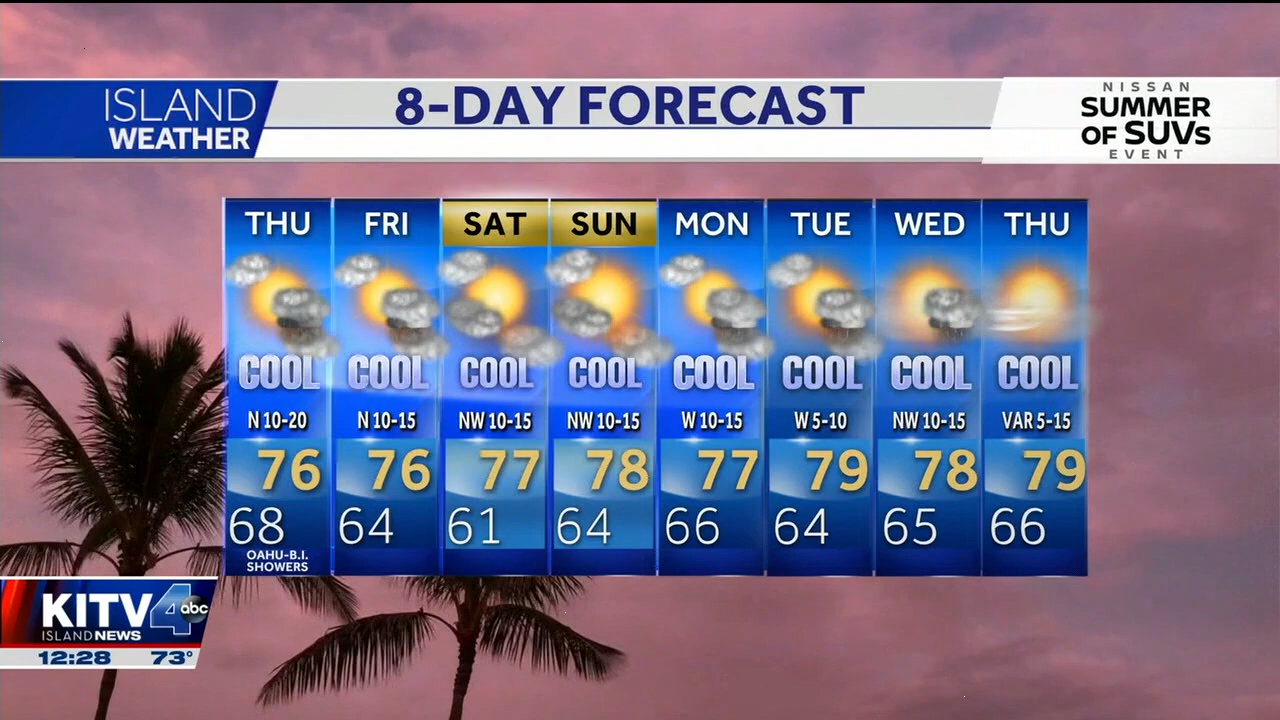 ISLAND
WEATHER
8-DAY FORECAST
NISSAN
SUMMER
OF SUVs
EVENT
THU FRI SAT SUN MON TUE WED THU
COOL COOL COOL COOL COOL COOL COOL COOL
N 10-20 N 10-15 NW 10-15 NW 10-15 W 10-15 W 5-10 NW 10-15 VAR 5-15
76 76 77 78 77 79 78 79
68 64 61 64 66 64 65 66
OAHU-B.I.
SHOWERS
KITV4 abc
ISLAND NEWS
12:28 73°